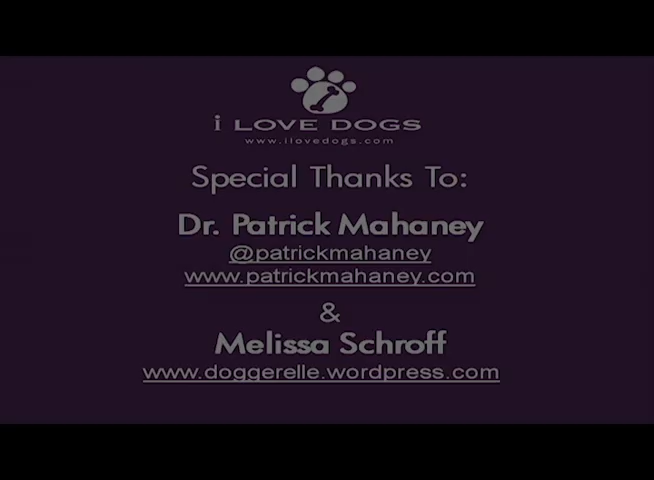 i LOVE DOGS
www.ilovedogs.com
Special Thanks To:
Dr. Patrick Mahaney
@patrickmahaney
www.patrickmahaney.com
&
Melissa Schroff
www.doggerelle.wordpress.com